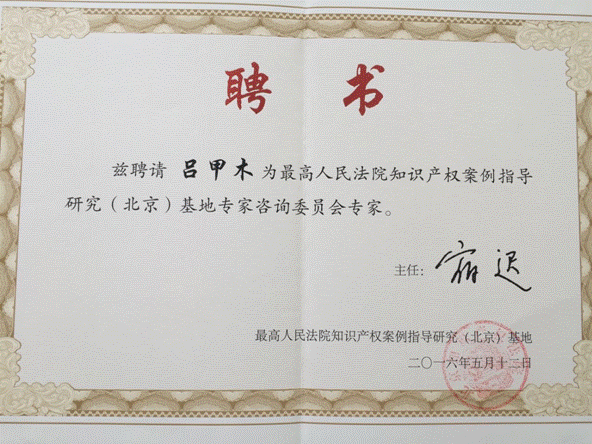 聘 书
兹聘请 吕甲木 为最高人民法院知识产权案例指导
研究（北京）基地专家咨询委员会专家。
主任：宿迟
最高人民法院知识产权案例指导研究（北京）基地
二〇一六年五月十三日